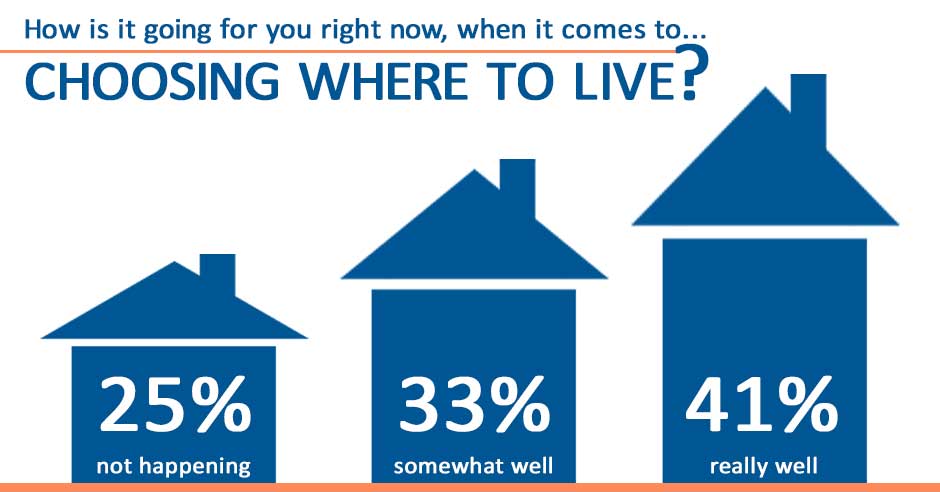 How is it going for you right now, when it comes to...
CHOOSING WHERE TO LIVE?
25%
not happening
33%
somewhat well
41%
really well